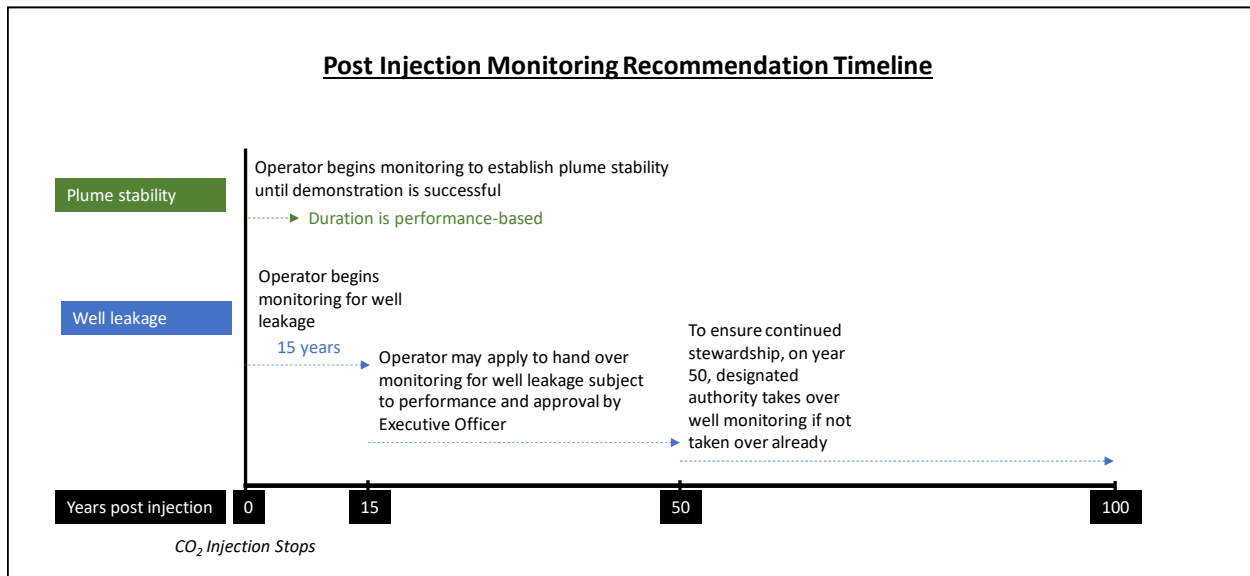 Post Injection Monitoring Recommendation Timeline
Plume stability
Operator begins monitoring to establish plume stability
until demonstration is successful
Duration is performance-based
Well leakage
Operator begins
monitoring for well
leakage
15 years
Operator may apply to hand over
monitoring for well leakage subject
to performance and approval by
Executive Officer
To ensure continued
stewardship, on year
50, designated
authority takes over
well monitoring if not
taken over already
Years post injection
0
15
50
100
CO2 Injection Stops